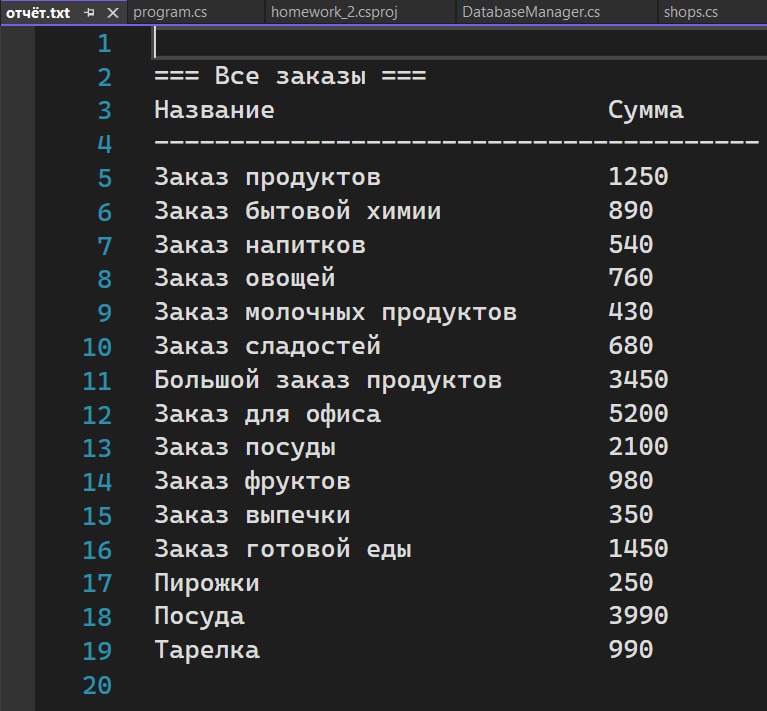 отчёт.txt program.cs homework_2.csproj DatabaseManager.cs shops.cs
1
2 === Все заказы ===
3 Название Сумма
4 ----------------------------------------
5 Заказ продуктов 1250
6 Заказ бытовой химии 890
7 Заказ напитков 540
8 Заказ овощей 760
9 Заказ молочных продуктов 430
10 Заказ сладостей 680
11 Большой заказ продуктов 3450
12 Заказ для офиса 5200
13 Заказ посуды 2100
14 Заказ фруктов 980
15 Заказ выпечки 350
16 Заказ готовой еды 1450
17 Пирожки 250
18 Посуда 3990
19 Тарелка 990
20